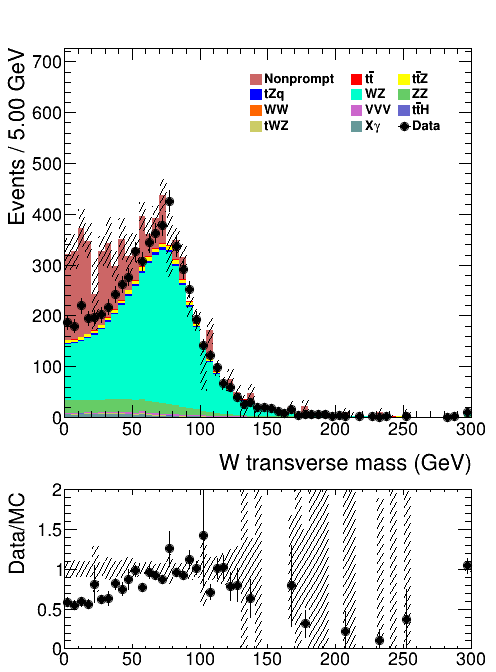 Events / 5.00 GeV
700
600
500
400
300
200
100
0
Nonprompt tt̄ tt̄Z
tZq WZ ZZ
WW VVV tt̄H
tWZ Xγ Data
0 50 100 150 200 250 300
W transverse mass (GeV)
Data/MC
2
1.5
1
0.5
0
0 50 100 150 200 250 300